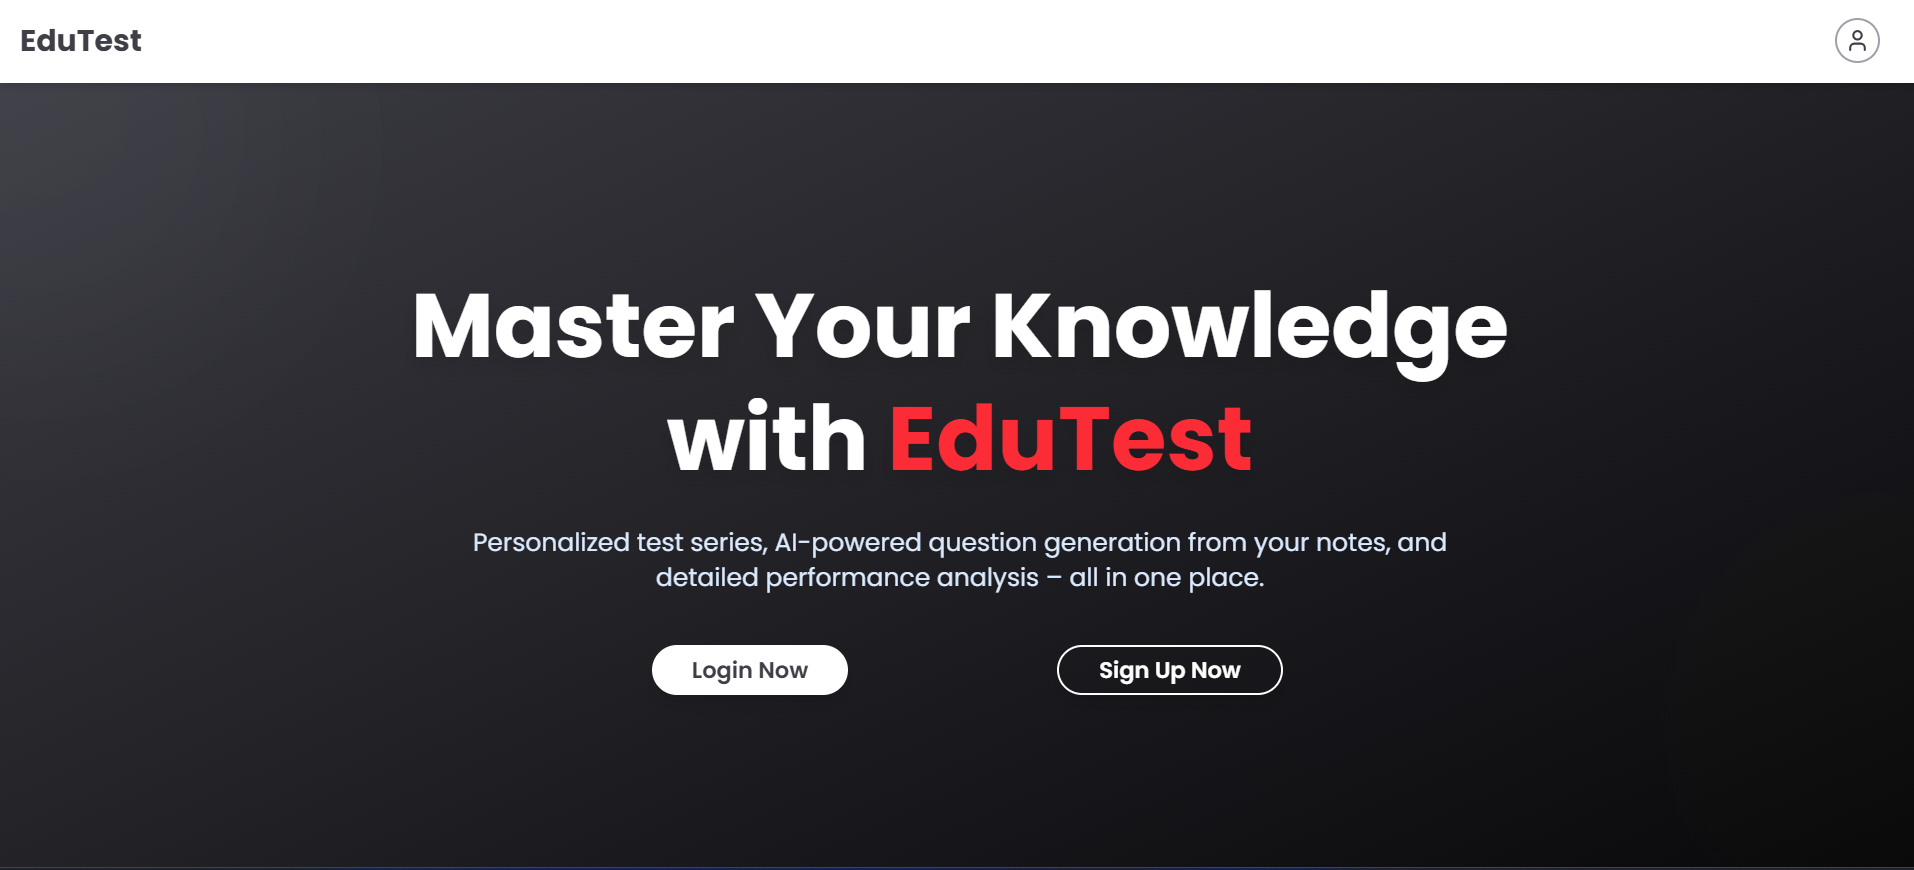 EduTest
Master Your Knowledge
with EduTest
Personalized test series, AI-powered question generation from your notes, and
detailed performance analysis – all in one place.
Login Now
Sign Up Now